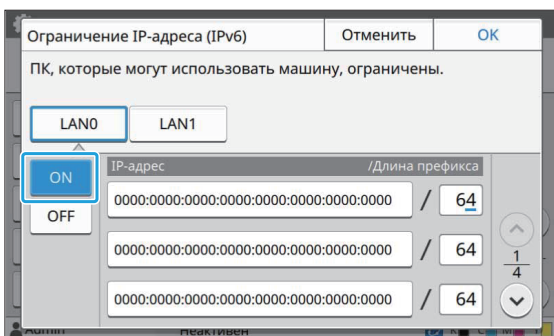 Ограничение IP-адреса (IPv6) Отменить OK
ПК, которые могут использовать машину, ограничены.
LAN0 LAN1
ON
OFF
IP-адрес /Длина префикса
0000:0000:0000:0000:0000:0000:0000:0000 / 64
0000:0000:0000:0000:0000:0000:0000:0000 / 64
0000:0000:0000:0000:0000:0000:0000:0000 / 64
1
4
Admin Неактивен